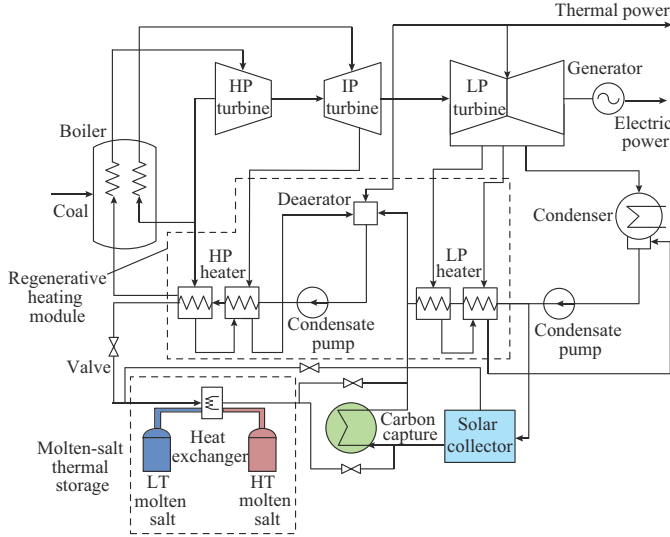 Thermal power
HP
turbine
IP
turbine
LP
turbine
Generator
Electric
power
Boiler
Coal
Deaerator
Condenser
HP
heater
LP
heater
Regenerative
heating
module
Condensate
pump
Condensate
pump
Valve
Molten-salt
thermal
storage
Heat
exchanger
LT
molten
salt
HT
molten
salt
Carbon
capture
Solar
collector